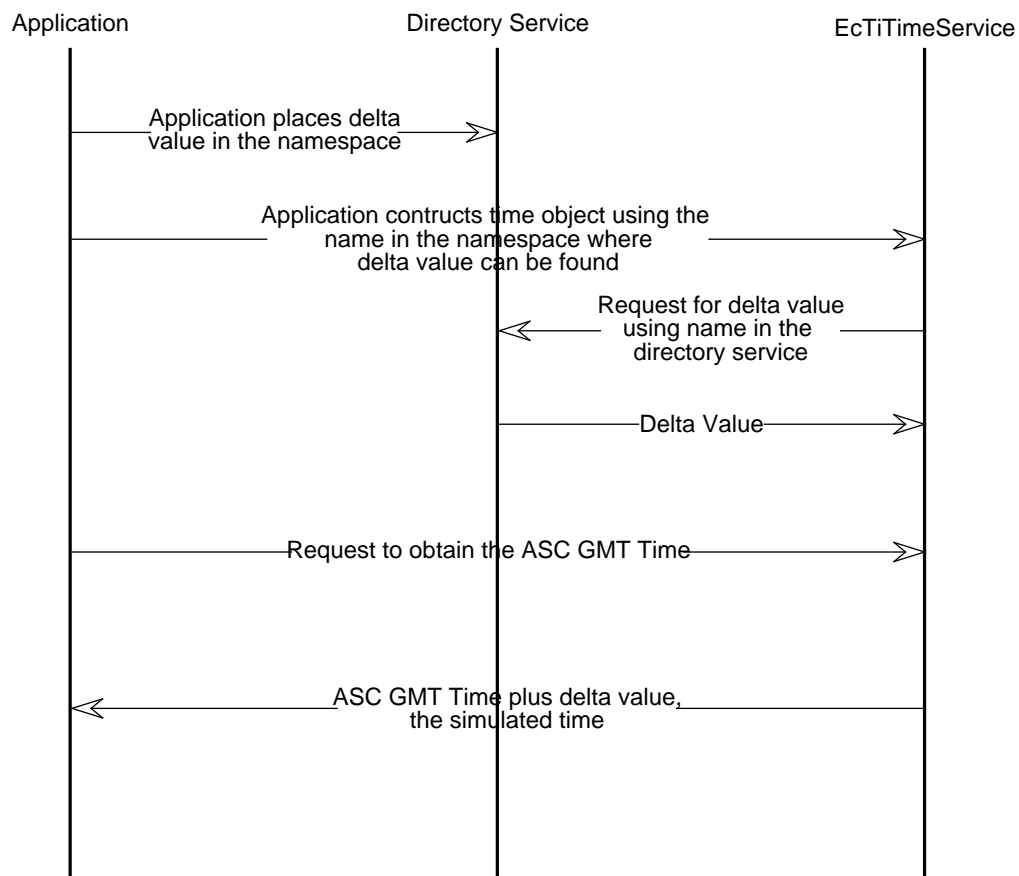 Application
Directory Service
EcTiTimeService
Application places delta
value in the namespace
Application contructs time object using the
name in the namespace where
delta value can be found
Request for delta value
using name in the
directory service
Delta Value
Request to obtain the ASC GMT Time
ASC GMT Time plus delta value,
the simulated time